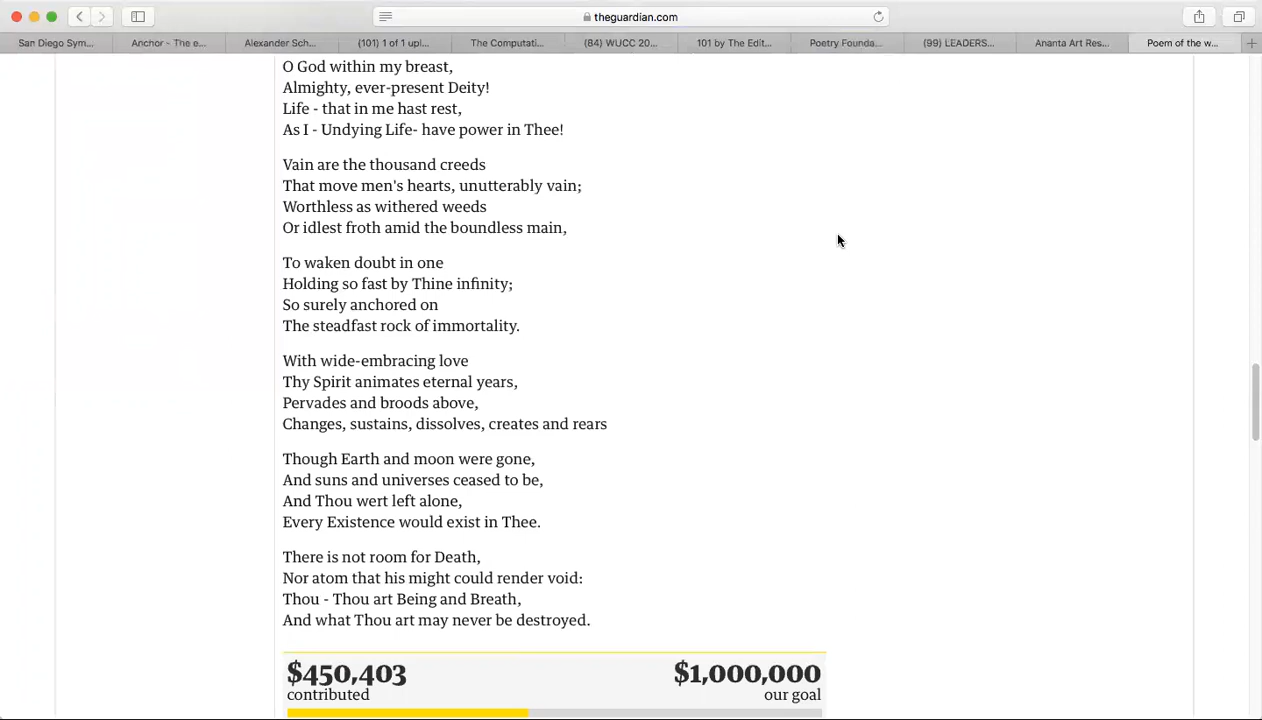 theguardian.com
San Diego Sym...
Anchor - The e...
Alexander Sch...
(101) 1 of 1 upl...
The Computati...
(84) WUCC 20...
101 by The Edit...
Poetry Founda...
(99) LEADERS...
Ananta Art Res...
Poem of the w...
O God within my breast,
Almighty, ever-present Deity!
Life - that in me hast rest,
As I - Undying Life- have power in Thee!
Vain are the thousand creeds
That move men's hearts, unutterably vain;
Worthless as withered weeds
Or idlest froth amid the boundless main,
To waken doubt in one
Holding so fast by Thine infinity;
So surely anchored on
The steadfast rock of immortality.
With wide-embracing love
Thy Spirit animates eternal years,
Pervades and broods above,
Changes, sustains, dissolves, creates and rears
Though Earth and moon were gone,
And suns and universes ceased to be,
And Thou wert left alone,
Every Existence would exist in Thee.
There is not room for Death,
Nor atom that his might could render void:
Thou - Thou art Being and Breath,
And what Thou art may never be destroyed.
$450,403
contributed
$1,000,000
our goal